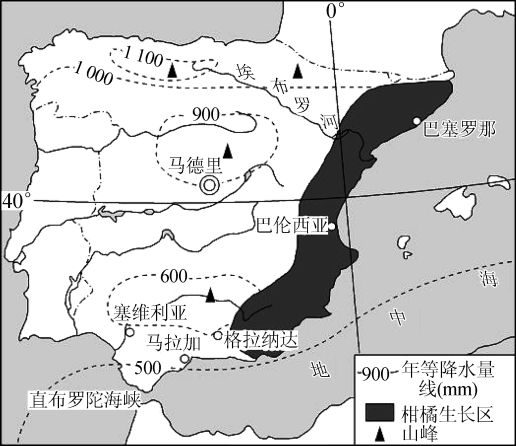 0°
1 100
1 000
埃布罗河
900
巴塞罗那
马德里
40°
巴伦西亚
600
塞维利亚
格拉纳达
马拉加
500
地中海
直布罗陀海峡
900 年等降水量
线(mm)
柑橘生长区
山峰